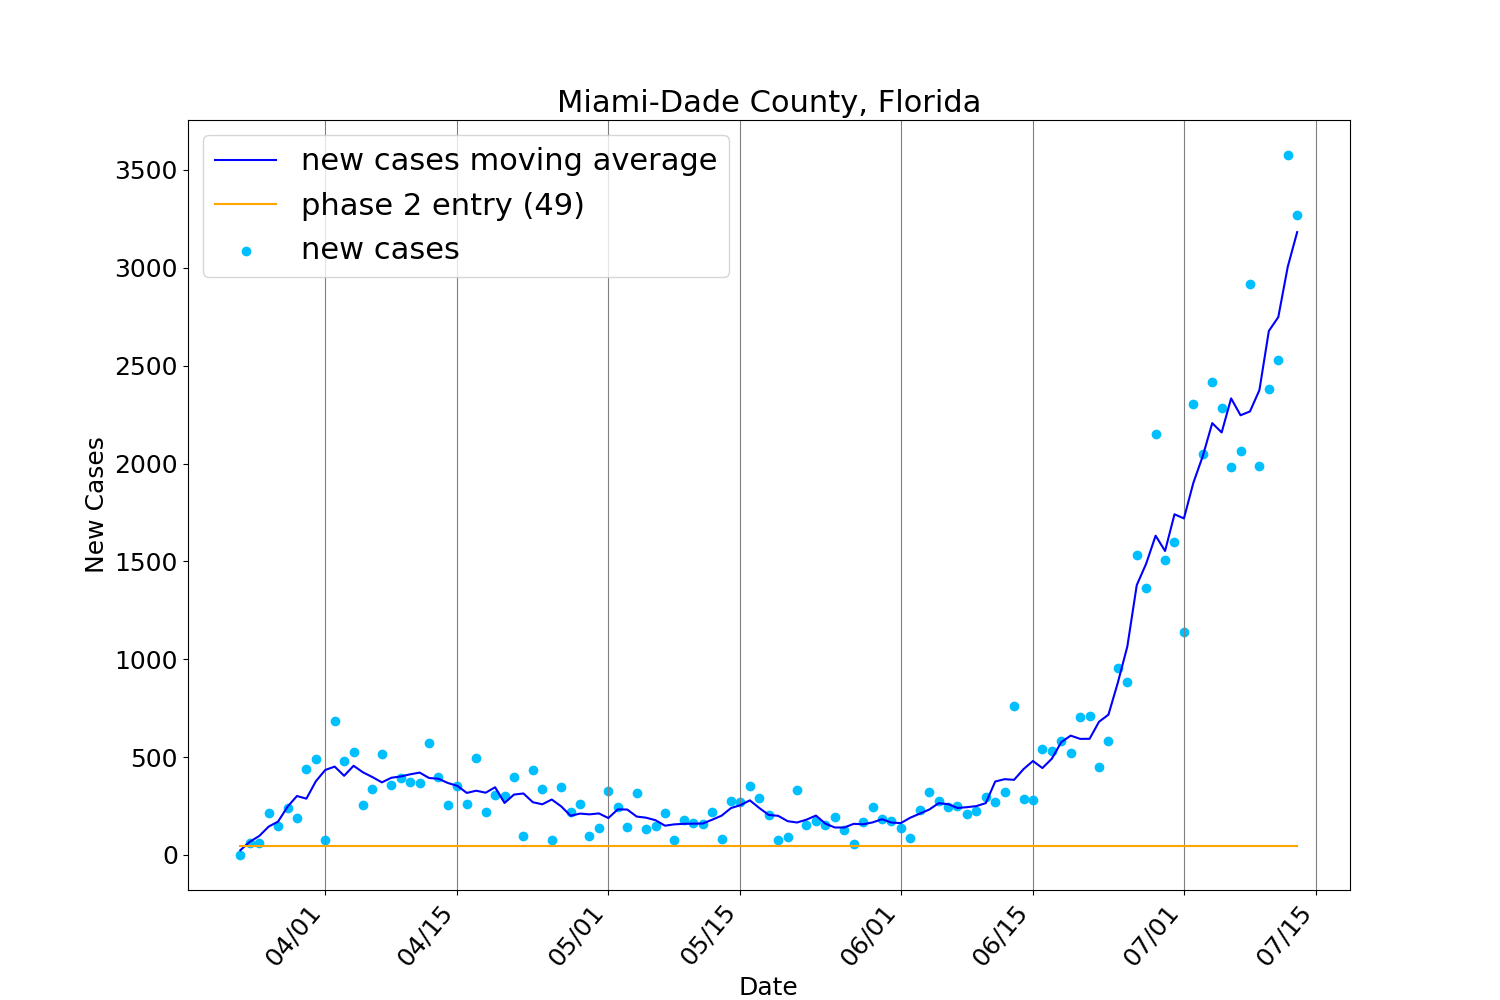 Miami-Dade County, Florida
new cases moving average
phase 2 entry (49)
new cases
3500
3000
2500
2000
1500
1000
500
0
New Cases
04/01
04/15
05/01
05/15
06/01
06/15
07/01
07/15
Date